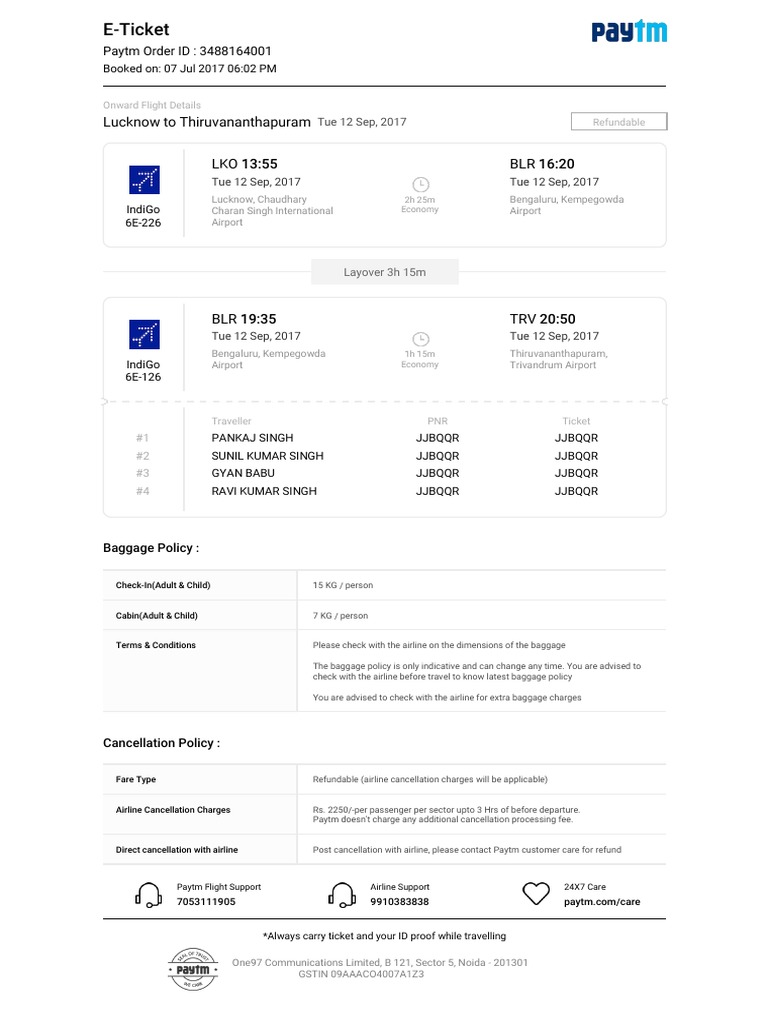 E-Ticket
paytm
Paytm Order ID : 3488164001
Booked on: 07 Jul 2017 06:02 PM
Onward Flight Details
Lucknow to Thiruvananthapuram Tue 12 Sep, 2017
Refundable
IndiGo
6E-226
LKO 13:55
Tue 12 Sep, 2017
Lucknow, Chaudhary
Charan Singh International
Airport
2h 25m
Economy
BLR 16:20
Tue 12 Sep, 2017
Bengaluru, Kempegowda
Airport
Layover 3h 15m
IndiGo
6E-126
BLR 19:35
Tue 12 Sep, 2017
Bengaluru, Kempegowda
Airport
1h 15m
Economy
TRV 20:50
Tue 12 Sep, 2017
Thiruvananthapuram,
Trivandrum Airport
Traveller PNR Ticket
#1 PANKAJ SINGH JJBQQR JJBQQR
#2 SUNIL KUMAR SINGH JJBQQR JJBQQR
#3 GYAN BABU JJBQQR JJBQQR
#4 RAVI KUMAR SINGH JJBQQR JJBQQR
Baggage Policy :
Check-In(Adult & Child) 15 KG / person
Cabin(Adult & Child) 7 KG / person
Terms & Conditions Please check with the airline on the dimensions of the baggage
The baggage policy is only indicative and can change any time. You are advised to
check with the airline before travel to know latest baggage policy
You are advised to check with the airline for extra baggage charges
Cancellation Policy :
Fare Type Refundable (airline cancellation charges will be applicable)
Airline Cancellation Charges Rs. 2250/-per passenger per sector upto 3 Hrs of before departure.
Paytm doesn't charge any additional cancellation processing fee.
Direct cancellation with airline Post cancellation with airline, please contact Paytm customer care for refund
Paytm Flight Support
7053111905
Airline Support
9910383838
24X7 Care
paytm.com/care
*Always carry ticket and your ID proof while travelling
SEAL OF TRUST
paytm
WE CARE
One97 Communications Limited, B 121, Sector 5, Noida - 201301
GSTIN 09AAACO4007A1Z3